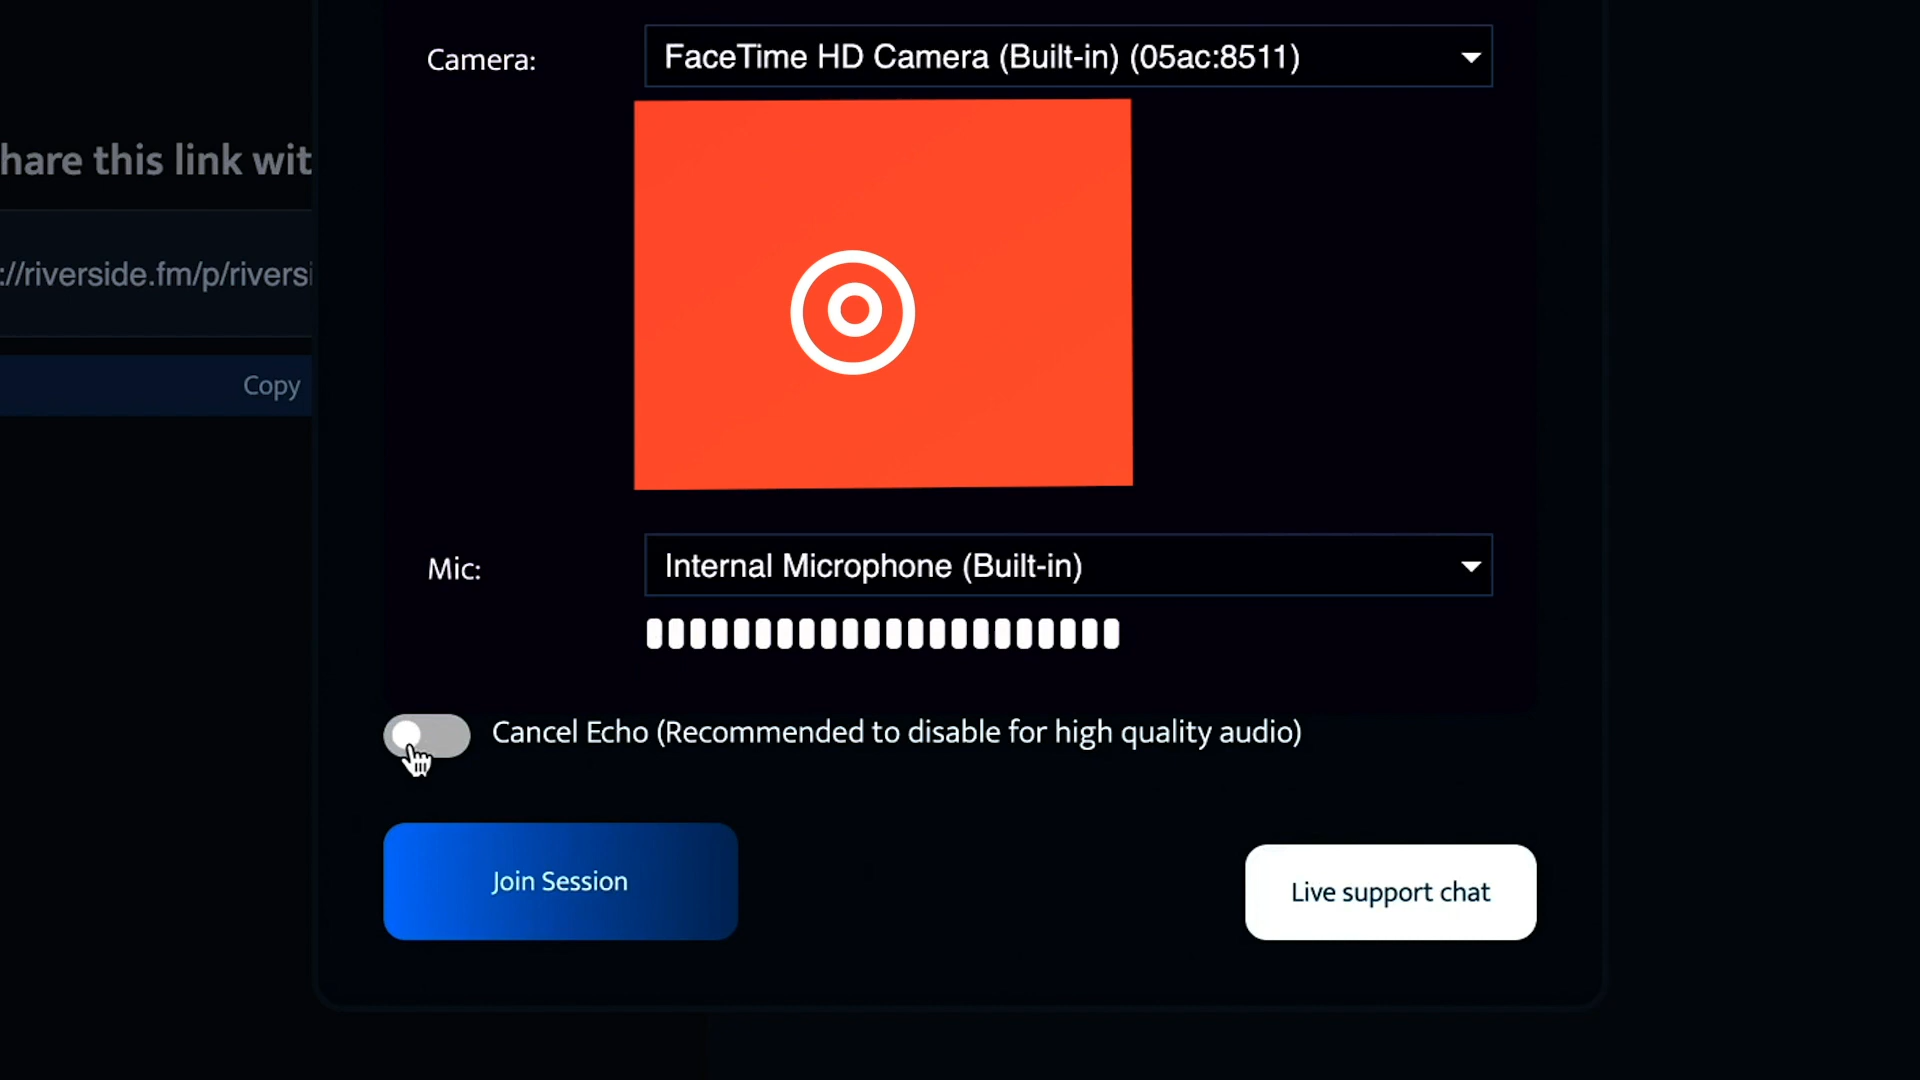 Camera:
FaceTime HD Camera (Built-in) (05ac:8511)
hare this link wit
://riverside.fm/p/riversi
Copy
Mic:
Internal Microphone (Built-in)
Cancel Echo (Recommended to disable for high quality audio)
Join Session
Live support chat